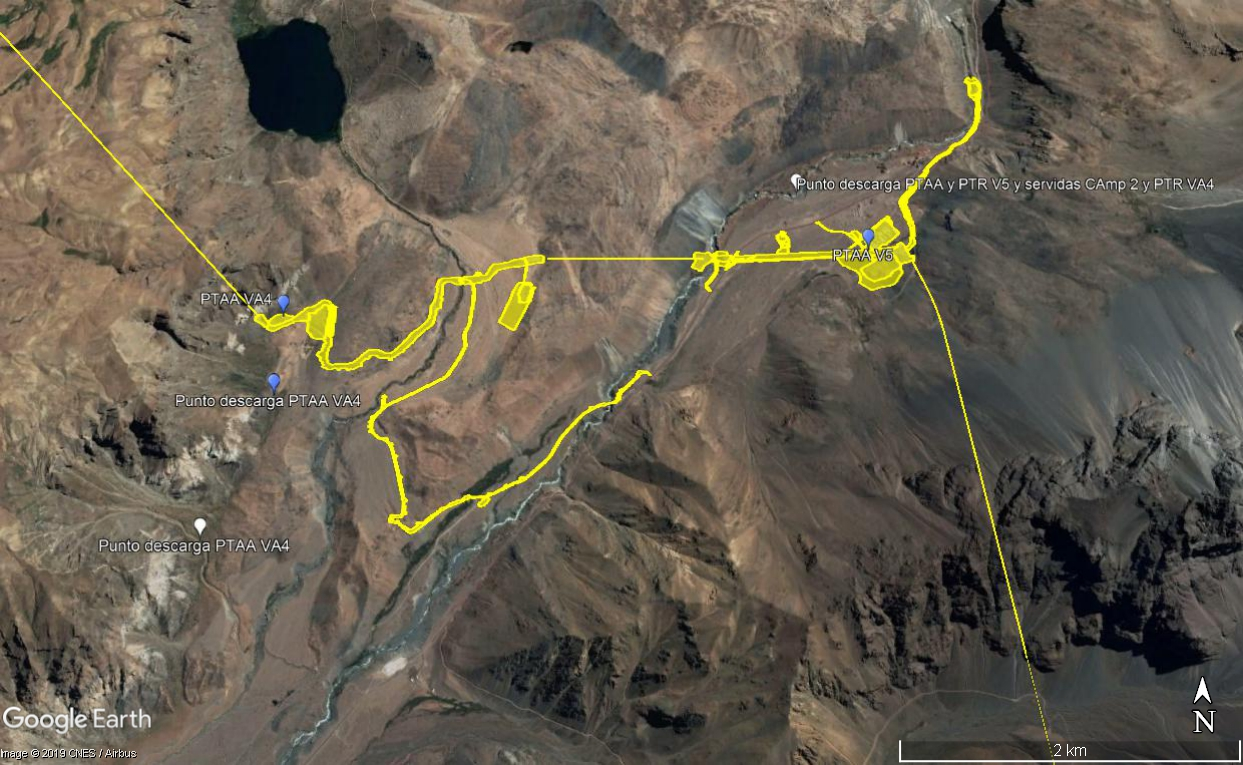 Punto descarga PTAA y PTR V5 y servidas CAmp 2 y PTR VA4
PTAA V5
PTAA VA4
Punto descarga PTAA VA4
Punto descarga PTAA VA4
Google Earth
N
Image © 2019 CNES / Airbus
2 km